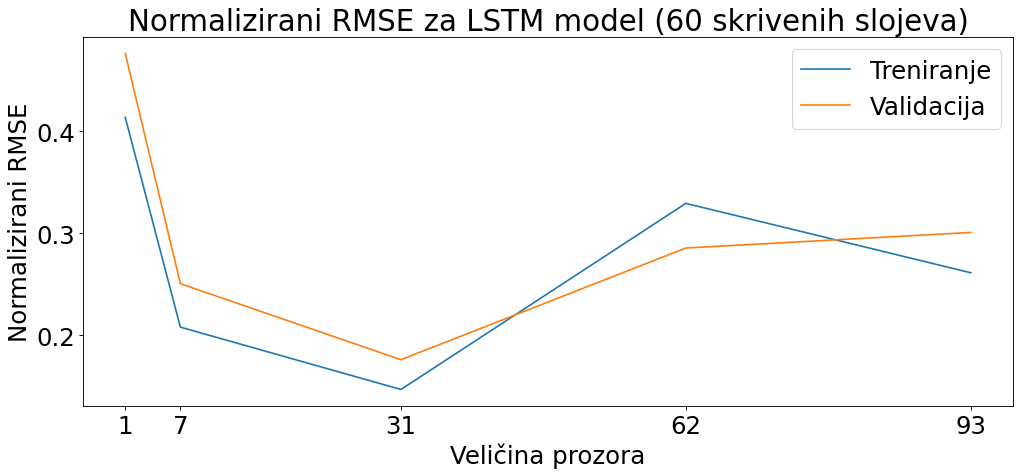 Normalizirani RMSE za LSTM model (60 skrivenih slojeva)
Treniranje
Validacija
Normalizirani RMSE
0.4
0.3
0.2
1 7 31 62 93
Veličina prozora